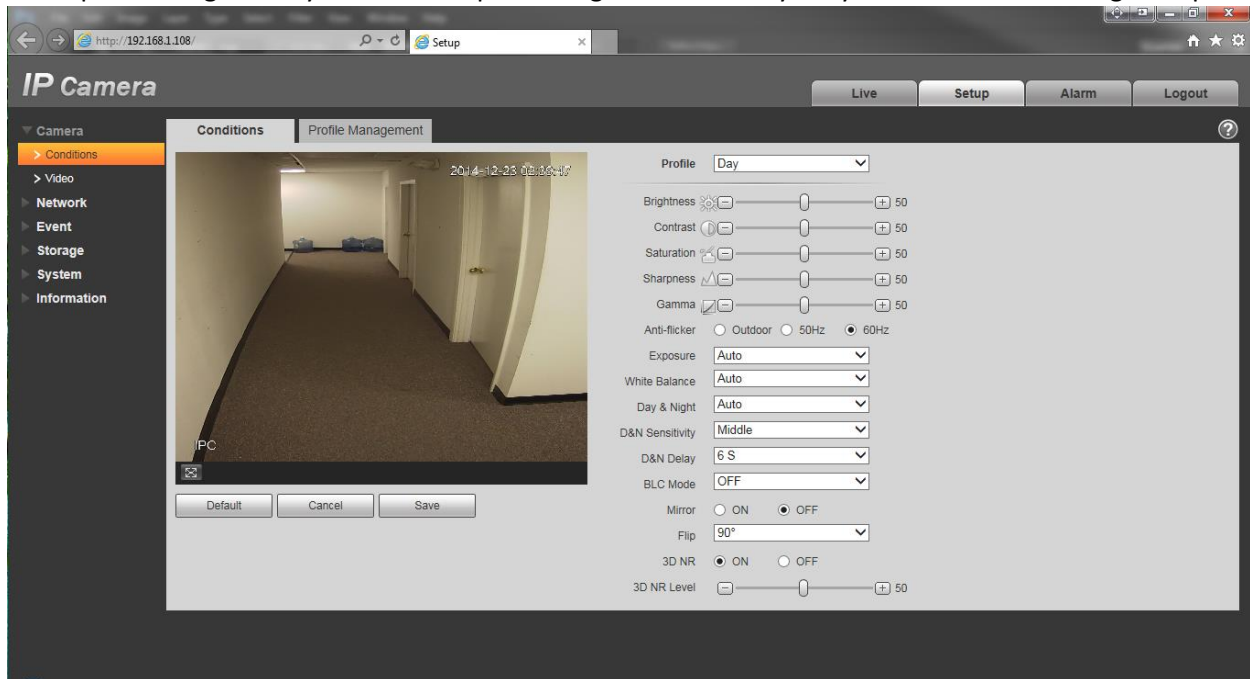 http://192.168.1.108/
Setup
IP Camera
Live
Setup
Alarm
Logout
Camera
Conditions
Video
Network
Event
Storage
System
Information
Conditions
Profile Management
2014-12-23
IPC
Default
Cancel
Save
Profile Day
Brightness 50
Contrast 50
Saturation 50
Sharpness 50
Gamma 50
Anti-flicker Outdoor 50Hz 60Hz
Exposure Auto
White Balance Auto
Day & Night Auto
D&N Sensitivity Middle
D&N Delay 6 S
BLC Mode OFF
Mirror ON OFF
Flip 90°
3D NR ON OFF
3D NR Level 50